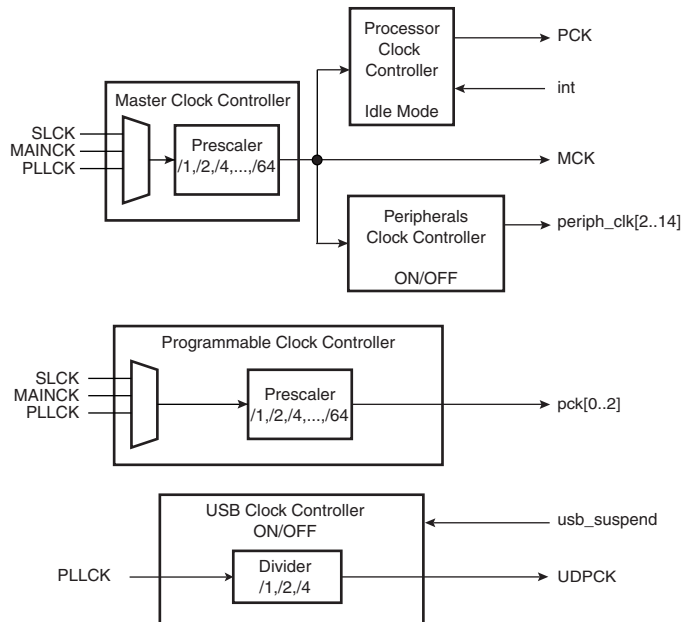 Processor
Clock
Controller
Idle Mode
PCK
int
Master Clock Controller
SLCK
MAINCK
PLLCK
Prescaler
/1,/2,/4,...,/64
MCK
Peripherals
Clock Controller
ON/OFF
periph_clk[2..14]
Programmable Clock Controller
SLCK
MAINCK
PLLCK
Prescaler
/1,/2,/4,...,/64
pck[0..2]
USB Clock Controller
ON/OFF
usb_suspend
PLLCK
Divider
/1,/2,/4
UDPCK